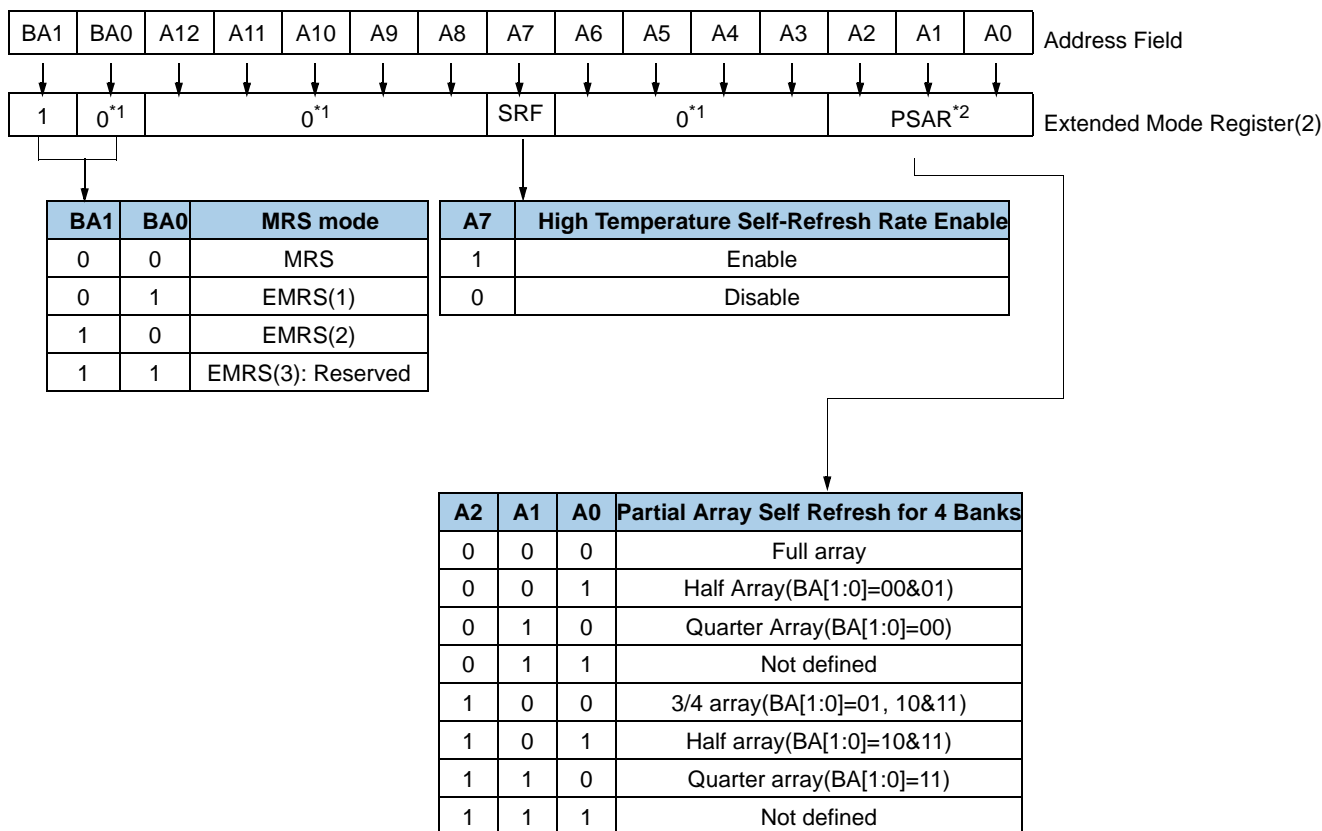 BA1 BA0 A12 A11 A10 A9 A8 A7 A6 A5 A4 A3 A2 A1 A0 Address Field
1 0*1 0*1 SRF 0*1 PSAR*2 Extended Mode Register(2)
BA1 BA0 MRS mode
0 0 MRS
0 1 EMRS(1)
1 0 EMRS(2)
1 1 EMRS(3): Reserved
A7 High Temperature Self-Refresh Rate Enable
1 Enable
0 Disable
A2 A1 A0 Partial Array Self Refresh for 4 Banks
0 0 0 Full array
0 0 1 Half Array(BA[1:0]=00&01)
0 1 0 Quarter Array(BA[1:0]=00)
0 1 1 Not defined
1 0 0 3/4 array(BA[1:0]=01, 10&11)
1 0 1 Half array(BA[1:0]=10&11)
1 1 0 Quarter array(BA[1:0]=11)
1 1 1 Not defined